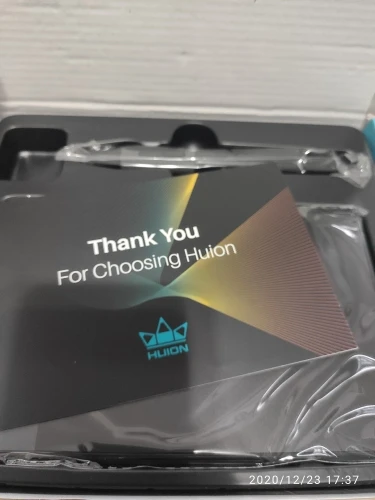 Thank You
For Choosing Huion
HUION
2020/12/23 17:37